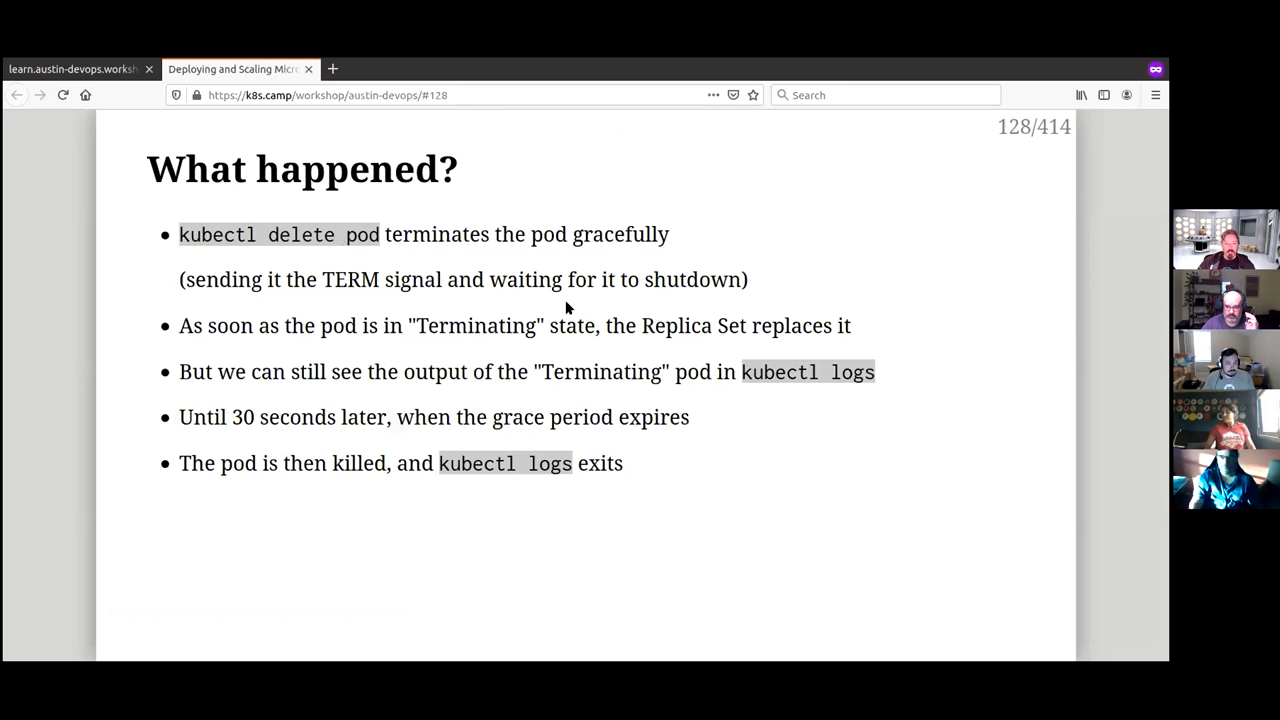 learn.austin-devops.worksh
Deploying and Scaling Micr
https://k8s.camp/workshop/austin-devops/#128
Search
128/414
What happened?
kubectl delete pod terminates the pod gracefully
(sending it the TERM signal and waiting for it to shutdown)
As soon as the pod is in "Terminating" state, the Replica Set replaces it
But we can still see the output of the "Terminating" pod in kubectl logs
Until 30 seconds later, when the grace period expires
The pod is then killed, and kubectl logs exits